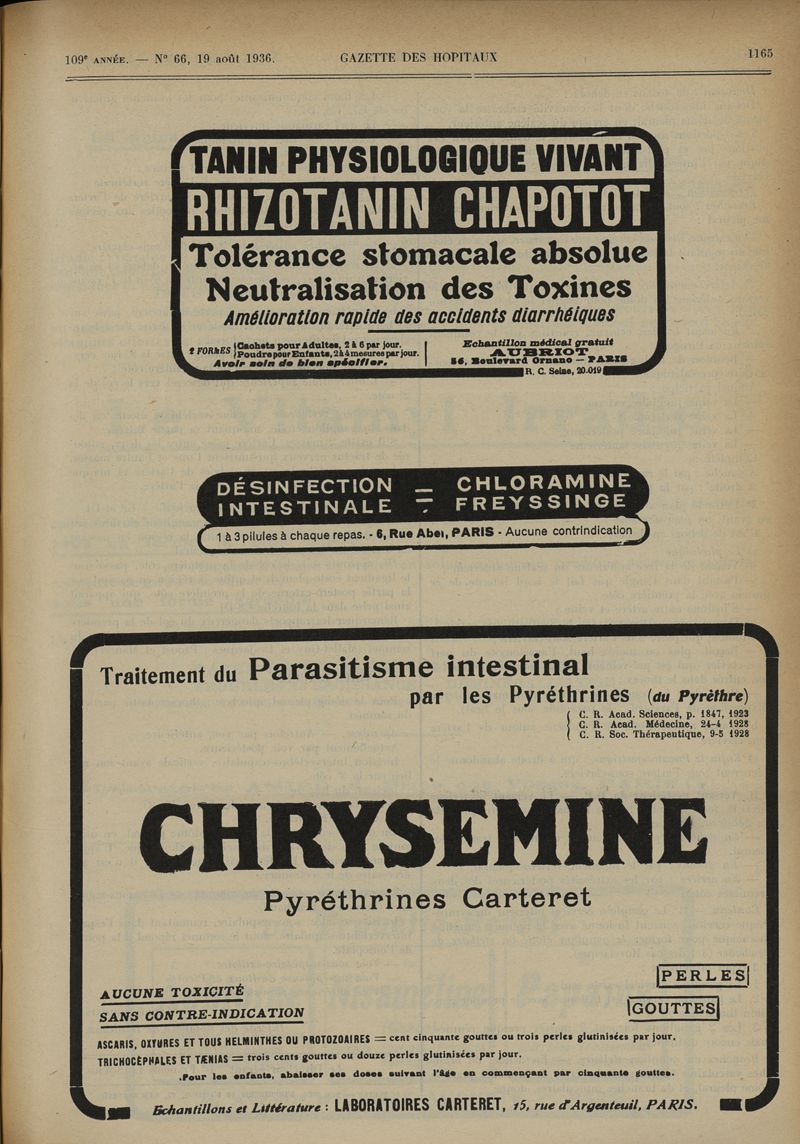 109e ANNÉE. — N° 66, 19 août 1936.
GAZETTE DES HOPITAUX
1165
TANIN PHYSIOLOGIQUE VIVANT
RHIZOTANIN CHAPOTOT
Tolérance stomacale absolue
Neutralisation des Toxines
Amélioration rapide des accidents diarrhéiques
2 FORMES
Cachets pour Adultes, 2 à 6 par jour.
Poudre pour Enfants, 2 à 4 mesures par jour.
Avoir soin de bien spécifier.
Echantillon médical gratuit
AUBRIOT
56, Boulevard Ornano — PARIS
R. C. Seine, 20.019
DÉSINFECTION = CHLORAMINE
INTESTINALE = FREYSSINGE
1 à 3 pilules à chaque repas. - 6, Rue Abel, PARIS - Aucune contrindication
Traitement du Parasitisme intestinal
par les Pyréthrines (du Pyrèthre)
C. R. Acad. Sciences, p. 1847, 1923
C. R. Acad. Médecine, 24-4 1928
C. R. Soc. Thérapeutique, 9-5 1928
CHRYSEMINE
Pyréthrines Carteret
AUCUNE TOXICITÉ
SANS CONTRE-INDICATION
PERLES
GOUTTES
ASCARIS, OXYURES ET TOUS HELMINTHES OU PROTOZOAIRES = cent cinquante gouttes ou trois perles glutinisées par jour.
TRICHOCÉPHALES ET TÆNIAS = trois cents gouttes ou douze perles glutinisées par jour.
Pour les enfants, abaisser ses doses suivant l'âge en commençant par cinquante gouttes.
Echantillons et Littérature : LABORATOIRES CARTERET, 15, rue d'Argenteuil, PARIS.